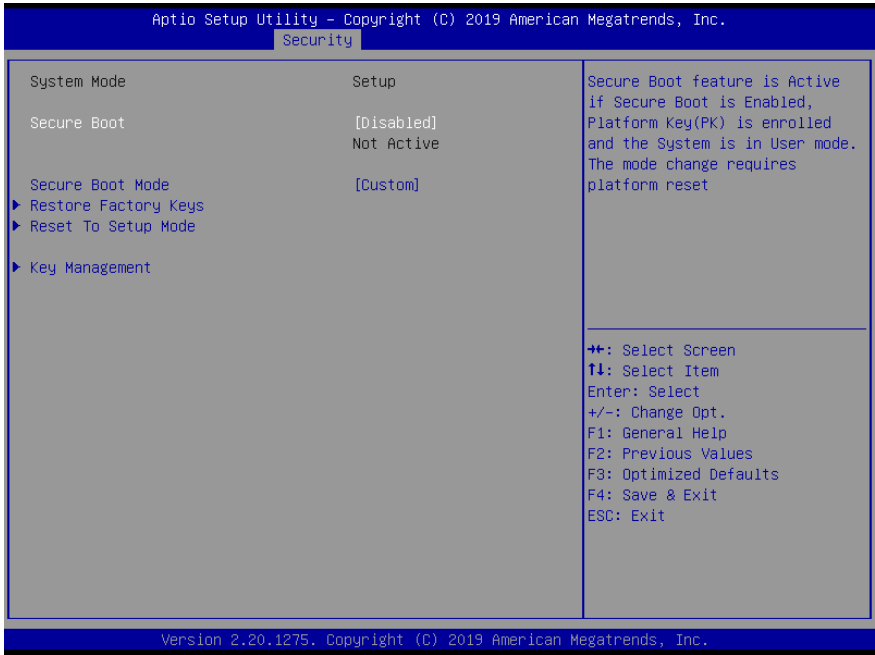 Aptio Setup Utility – Copyright (C) 2019 American Megatrends, Inc.
Security
System Mode Setup
Secure Boot [Disabled]
Not Active
Secure Boot Mode [Custom]
Restore Factory Keys
Reset To Setup Mode
Key Management
Secure Boot feature is Active
if Secure Boot is Enabled,
Platform Key(PK) is enrolled
and the System is in User mode.
The mode change requires
platform reset
→←: Select Screen
↑↓: Select Item
Enter: Select
+/-: Change Opt.
F1: General Help
F2: Previous Values
F3: Optimized Defaults
F4: Save & Exit
ESC: Exit
Version 2.20.1275. Copyright (C) 2019 American Megatrends, Inc.